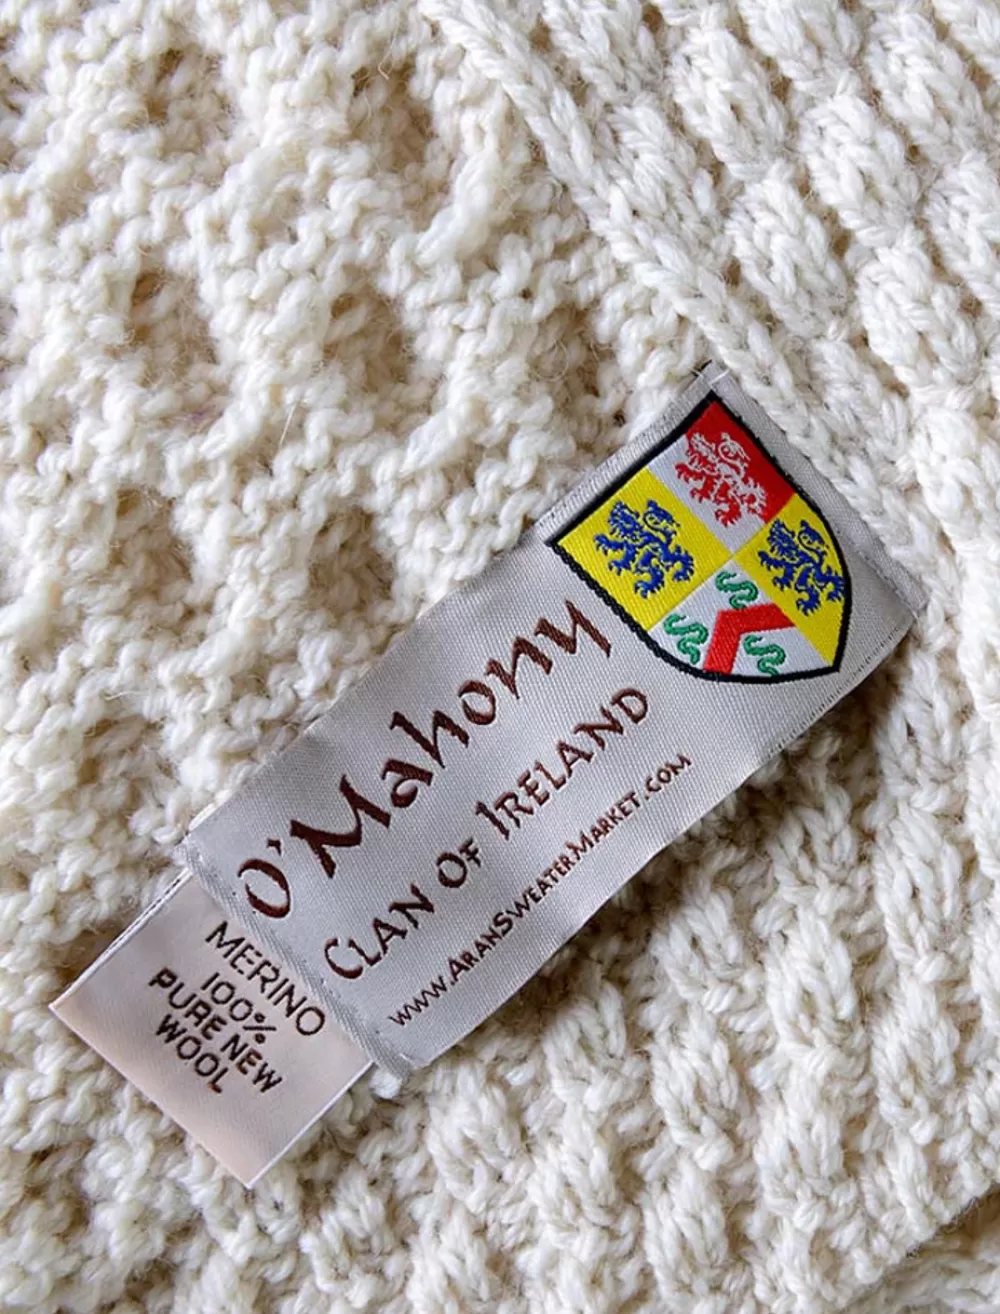 O'Mahony
CLAN OF IRELAND
WWW.ARANSWEATERMARKET.COM
MERINO
100%
PURE NEW
WOOL